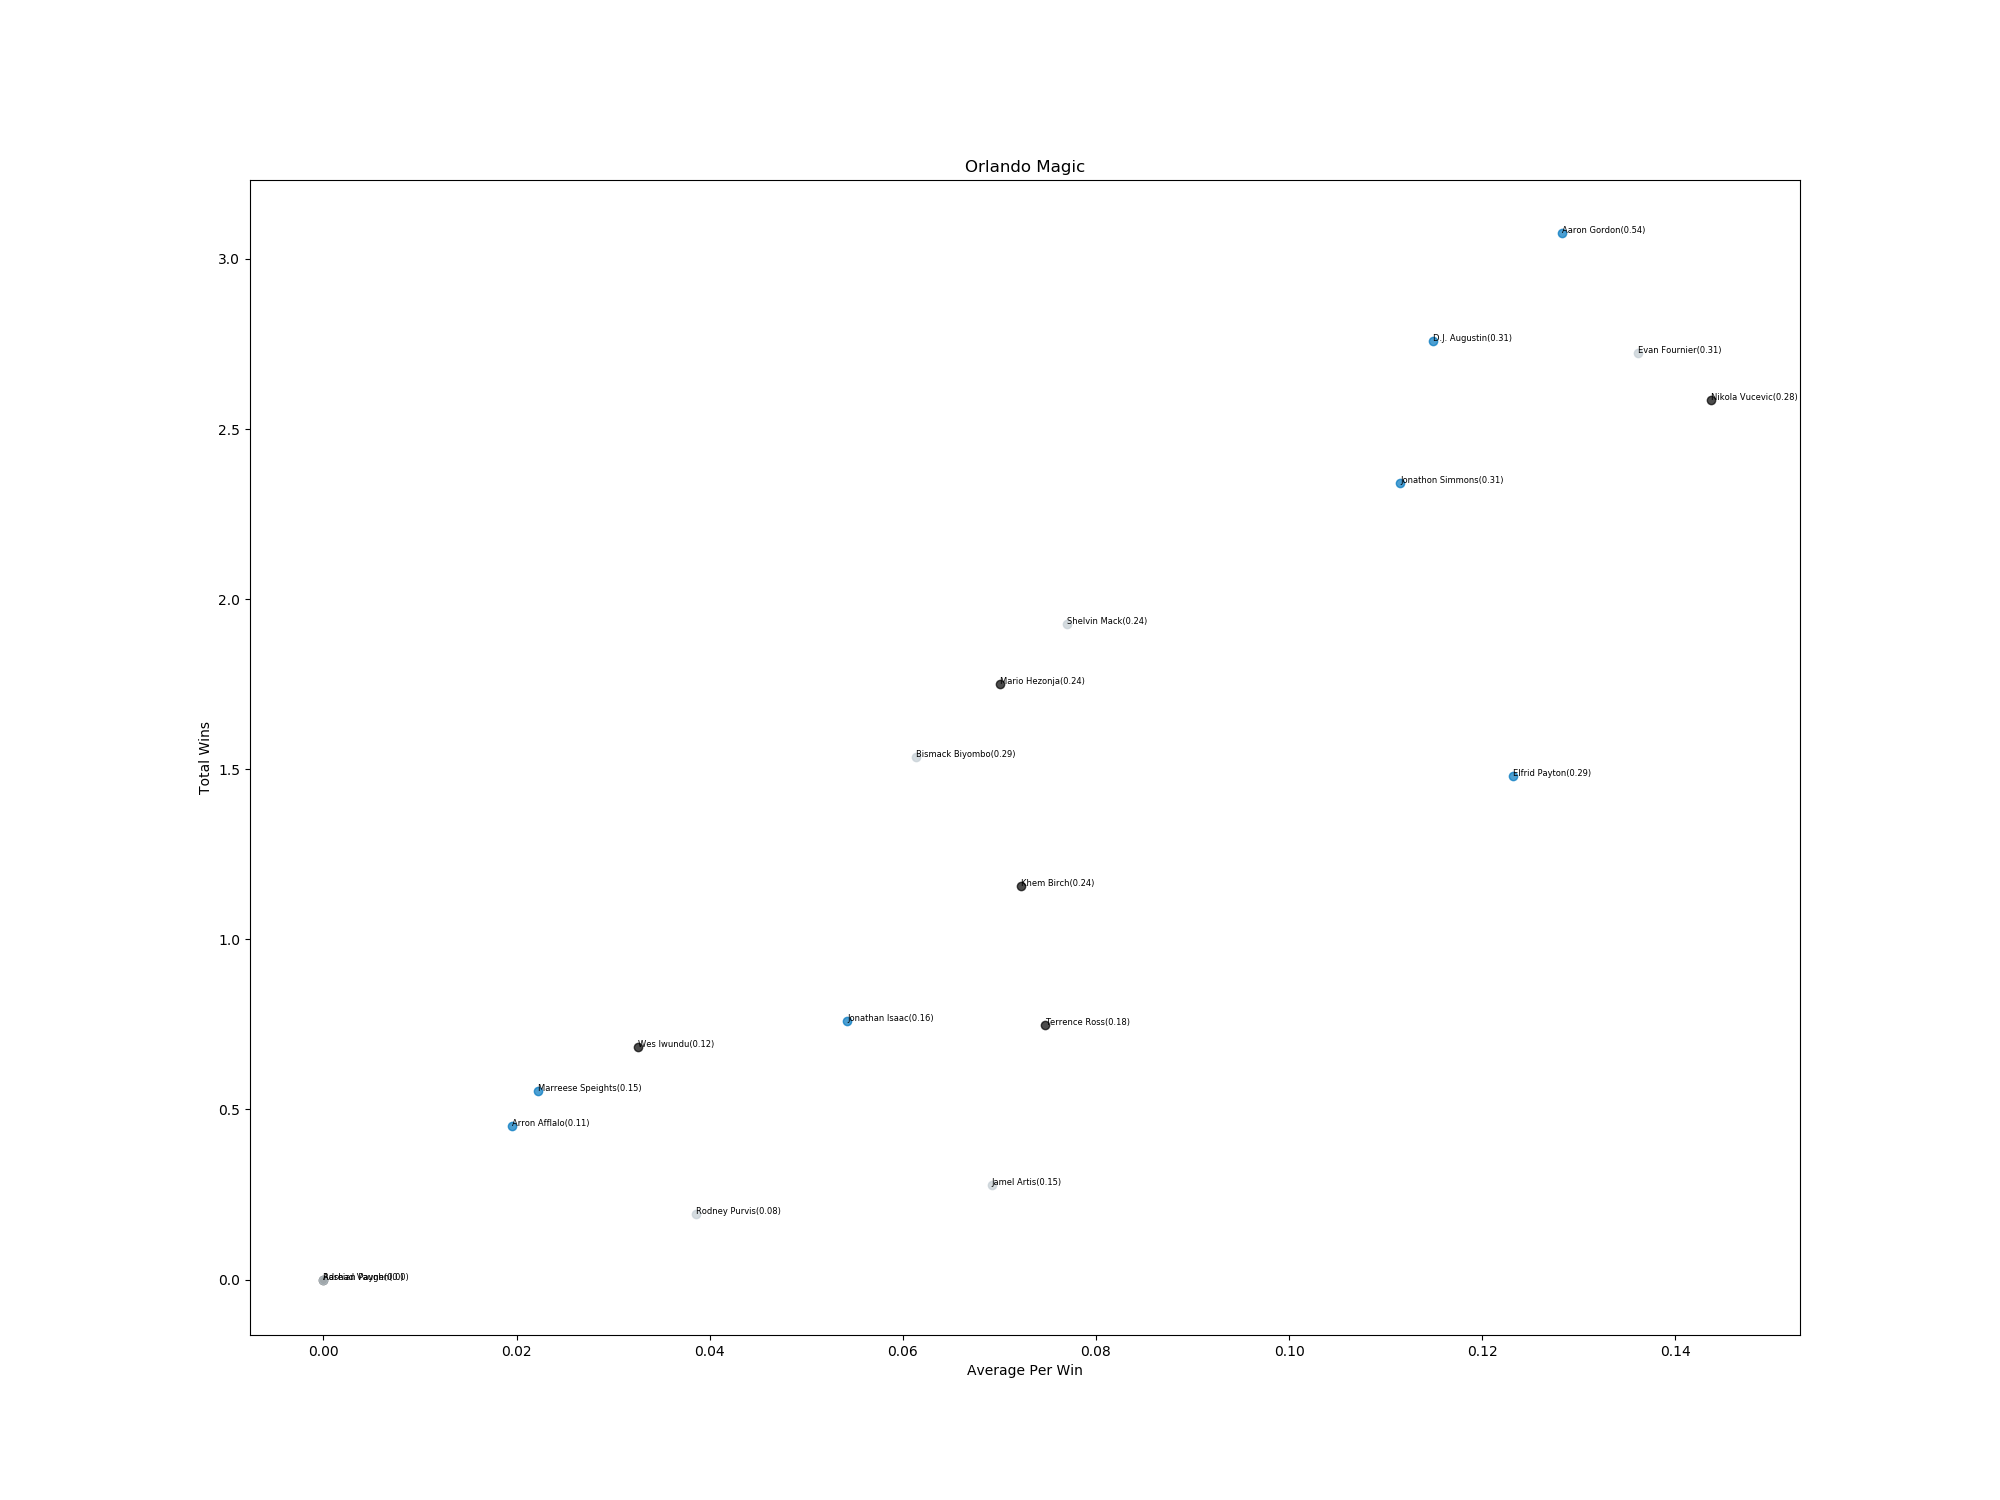 Orlando Magic
Aaron Gordon(0.54)
D.J. Augustin(0.31)
Evan Fournier(0.31)
Nikola Vucevic(0.28)
Jonathon Simmons(0.31)
Shelvin Mack(0.24)
Mario Hezonja(0.24)
Bismack Biyombo(0.29)
Elfrid Payton(0.29)
Khem Birch(0.24)
Jonathan Isaac(0.16)
Terrence Ross(0.18)
Wes Iwundu(0.12)
Marreese Speights(0.15)
Arron Afflalo(0.11)
Jamel Artis(0.15)
Rodney Purvis(0.08)
3.0
2.5
2.0
1.5
1.0
0.5
0.0
Total Wins
0.00 0.02 0.04 0.06 0.08 0.10 0.12 0.14
Average Per Win